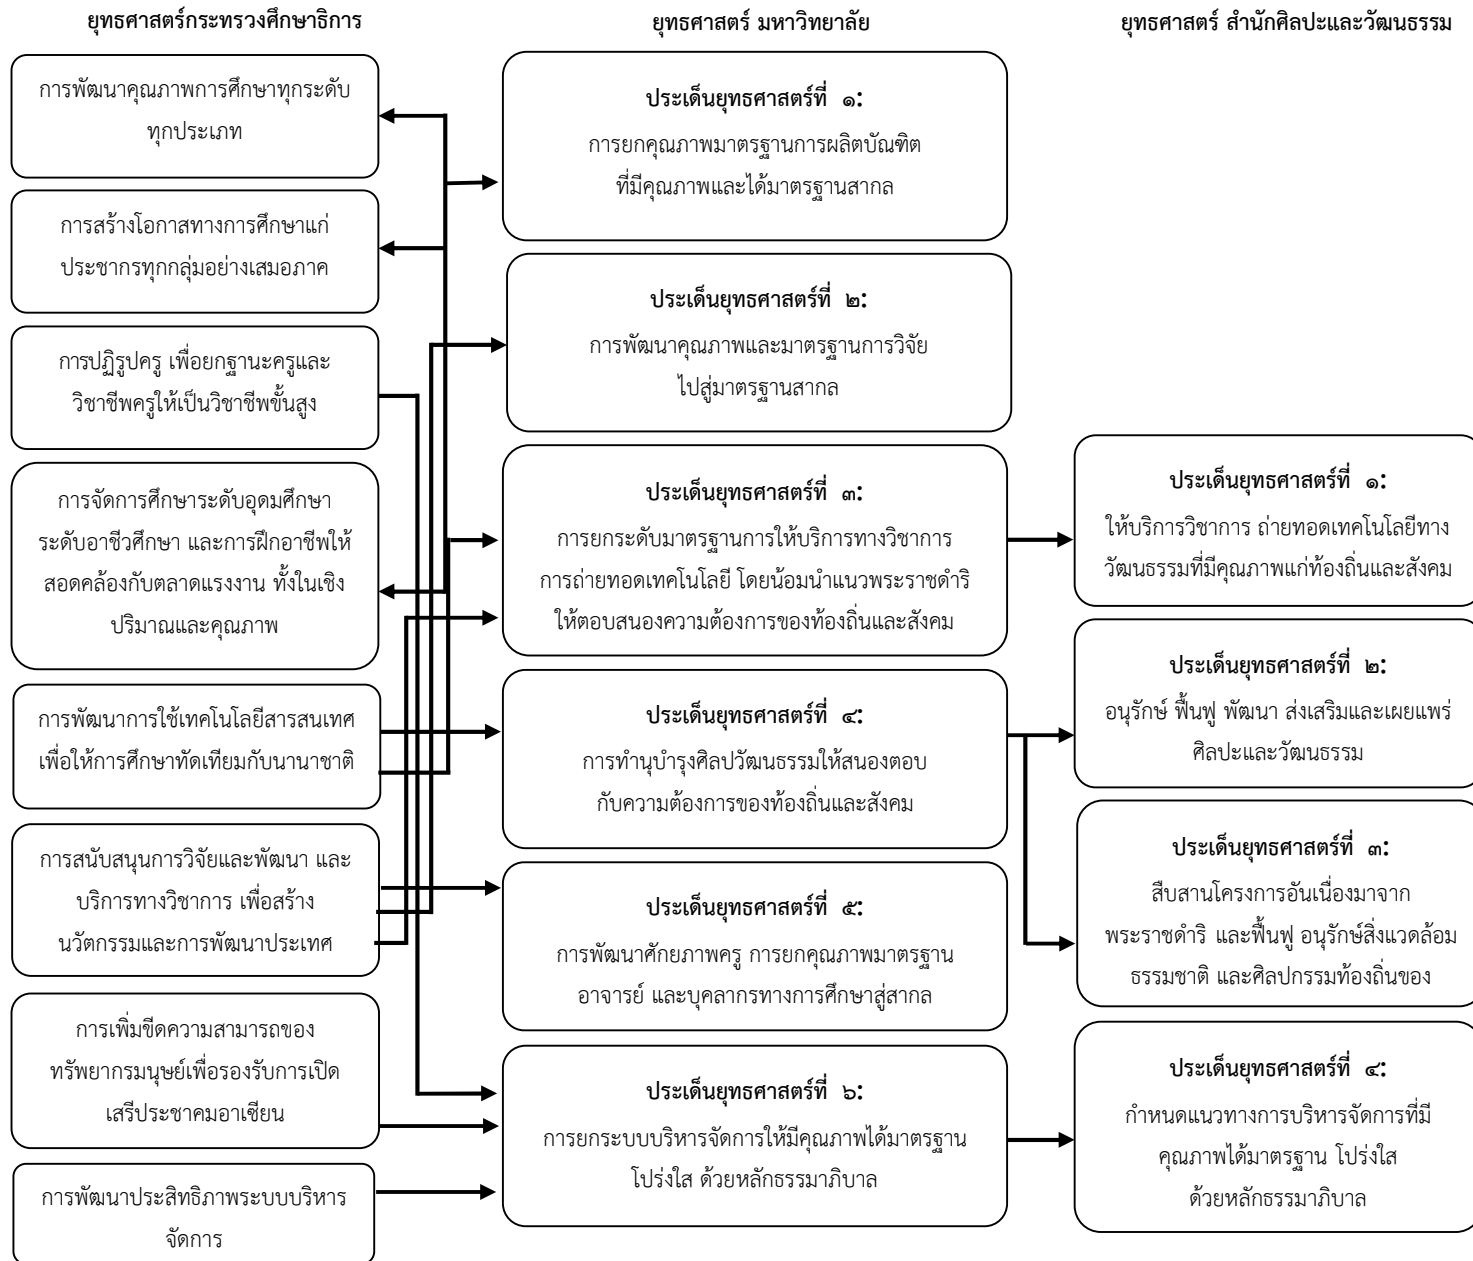 ยุทธศาสตร์กระทรวงศึกษาธิการ
การพัฒนาคุณภาพการศึกษาทุกระดับ
ทุกประเภท
การสร้างโอกาสทางการศึกษาแก่
ประชากรทุกกลุ่มอย่างเสมอภาค
การปฏิรูปครู เพื่อยกฐานะครูและ
วิชาชีพครูให้เป็นวิชาชีพขั้นสูง
การจัดการศึกษาระดับอุดมศึกษา
ระดับอาชีวศึกษา และการฝึกอาชีพให้
สอดคล้องกับตลาดแรงงาน ทั้งในเชิง
ปริมาณและคุณภาพ
การพัฒนาการใช้เทคโนโลยีสารสนเทศ
เพื่อให้การศึกษาทัดเทียมกับนานาชาติ
การสนับสนุนการวิจัยและพัฒนา และ
บริการทางวิชาการ เพื่อสร้าง
นวัตกรรมและการพัฒนาประเทศ
การเพิ่มขีดความสามารถของ
ทรัพยากรมนุษย์เพื่อรองรับการเปิด
เสรีประชาคมอาเซียน
การพัฒนาประสิทธิภาพระบบบริหาร
จัดการ
ยุทธศาสตร์ มหาวิทยาลัย
ประเด็นยุทธศาสตร์ที่ ๑:
การยกคุณภาพมาตรฐานการผลิตบัณฑิต
ที่มีคุณภาพและได้มาตรฐานสากล
ประเด็นยุทธศาสตร์ที่ ๒:
การพัฒนาคุณภาพและมาตรฐานการวิจัย
ไปสู่มาตรฐานสากล
ประเด็นยุทธศาสตร์ที่ ๓:
การยกระดับมาตรฐานการให้บริการทางวิชาการ
การถ่ายทอดเทคโนโลยี โดยน้อมนำแนวพระราชดำริ
ให้ตอบสนองความต้องการของท้องถิ่นและสังคม
ประเด็นยุทธศาสตร์ที่ ๔:
การทำนุบำรุงศิลปวัฒนธรรมให้สนองตอบ
กับความต้องการของท้องถิ่นและสังคม
ประเด็นยุทธศาสตร์ที่ ๕:
การพัฒนาศักยภาพครู การยกคุณภาพมาตรฐาน
อาจารย์ และบุคลากรทางการศึกษาสู่สากล
ประเด็นยุทธศาสตร์ที่ ๖:
การยกระบบบริหารจัดการให้มีคุณภาพได้มาตรฐาน
โปร่งใส ด้วยหลักธรรมาภิบาล
ยุทธศาสตร์ สำนักศิลปะและวัฒนธรรม
ประเด็นยุทธศาสตร์ที่ ๑:
ให้บริการวิชาการ ถ่ายทอดเทคโนโลยีทาง
วัฒนธรรมที่มีคุณภาพแก่ท้องถิ่นและสังคม
ประเด็นยุทธศาสตร์ที่ ๒:
อนุรักษ์ ฟื้นฟู พัฒนา ส่งเสริมและเผยแพร่
ศิลปะและวัฒนธรรม
ประเด็นยุทธศาสตร์ที่ ๓:
สืบสานโครงการอันเนื่องมาจาก
พระราชดำริ และฟื้นฟู อนุรักษ์สิ่งแวดล้อม
ธรรมชาติ และศิลปกรรมท้องถิ่นของ
ประเด็นยุทธศาสตร์ที่ ๔:
กำหนดแนวทางการบริหารจัดการที่มี
คุณภาพได้มาตรฐาน โปร่งใส
ด้วยหลักธรรมาภิบาล